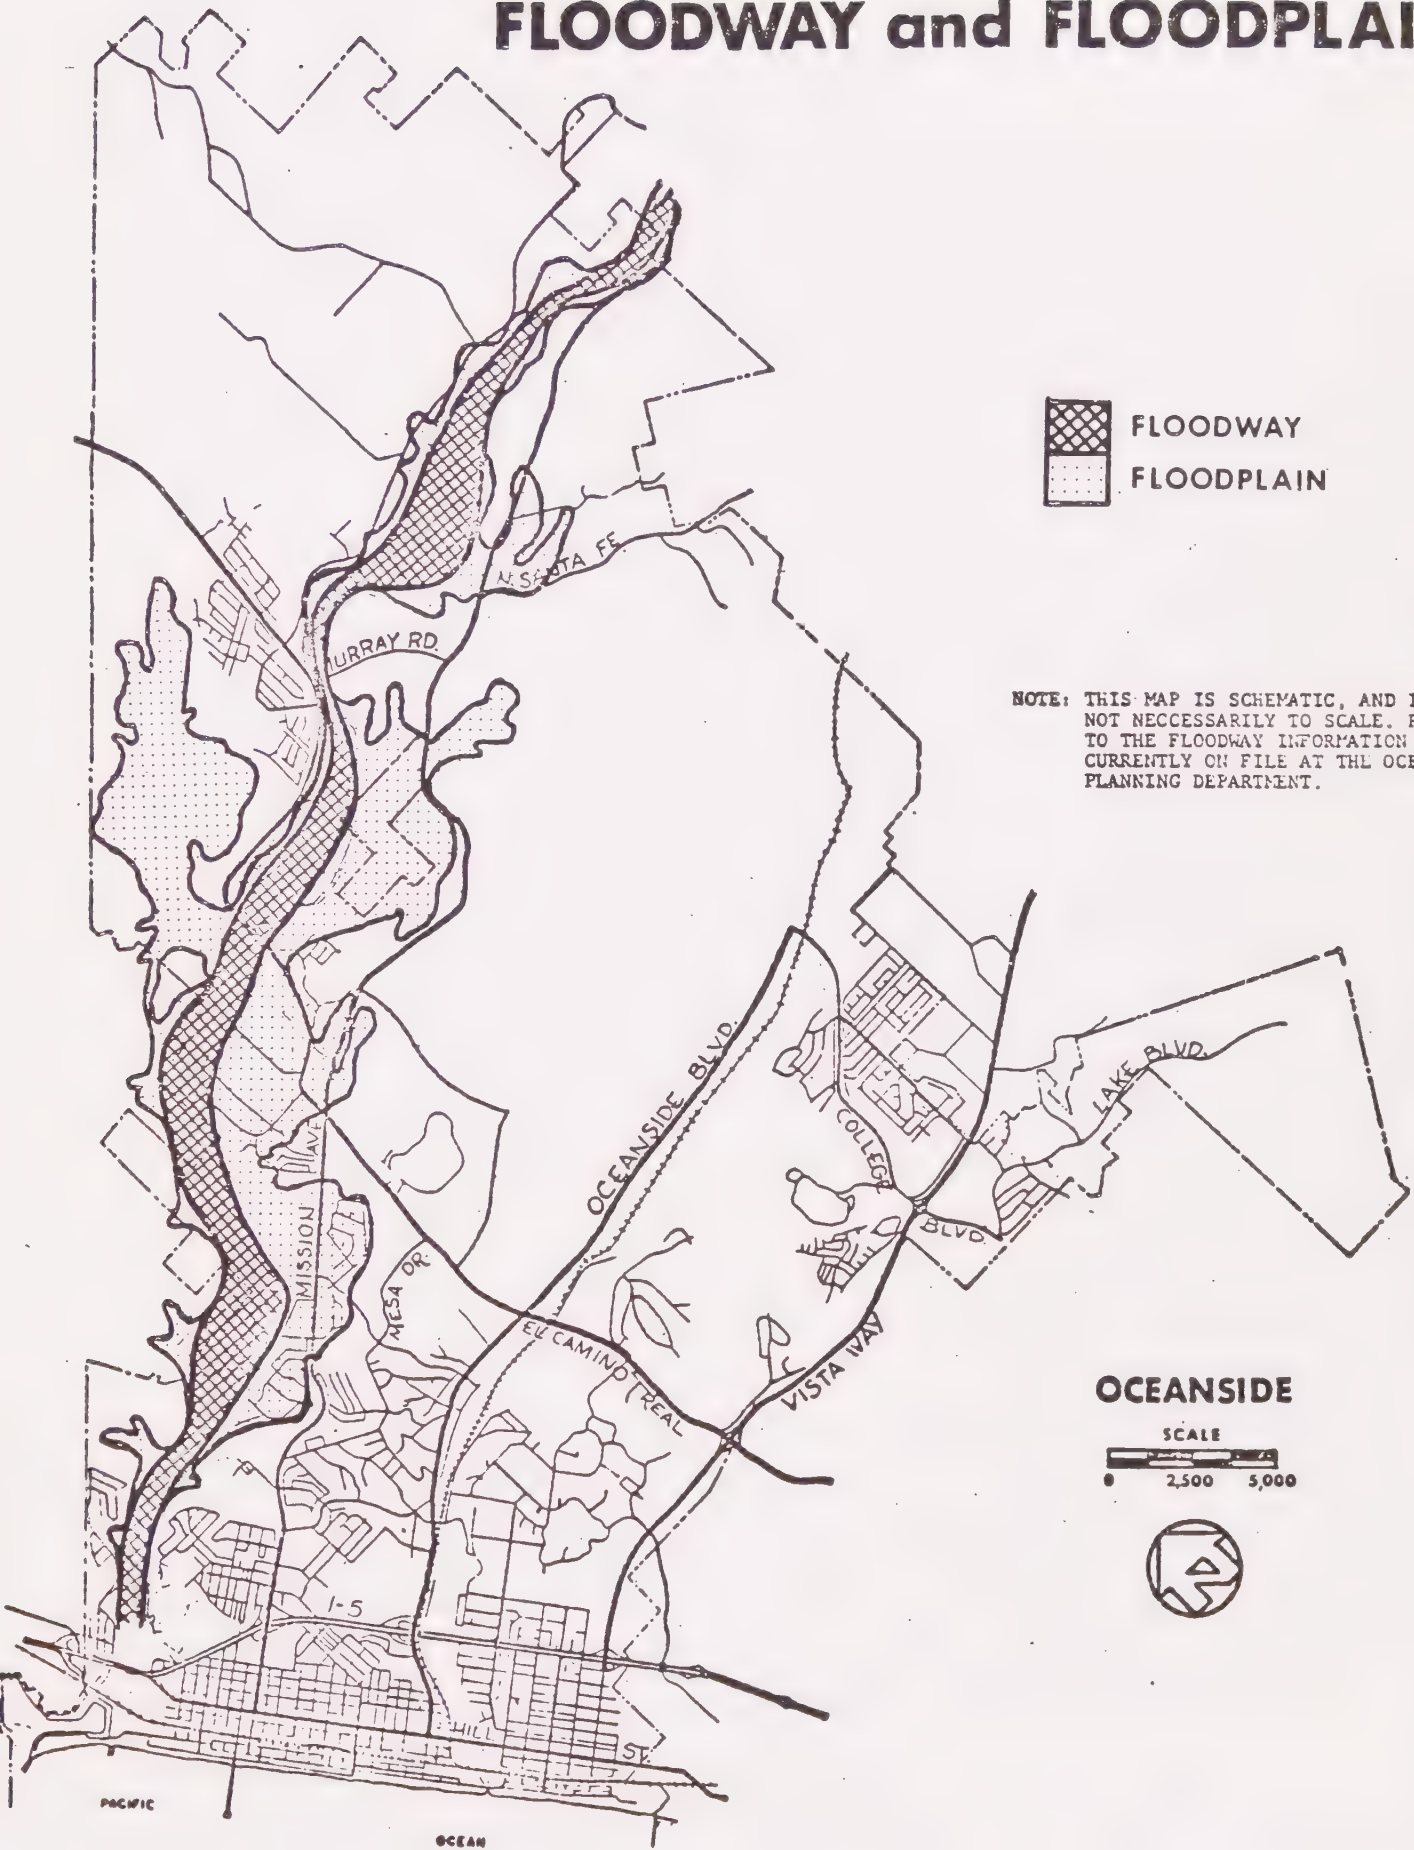 FLOODWAY and FLOODPLAI
FLOODWAY
FLOODPLAIN
N. SANTA FE.
MURRAY RD.
NOTE: THIS MAP IS SCHEMATIC, AND I
NOT NECCESSARILY TO SCALE. R
TO THE FLOODWAY INFORMATION
CURRENTLY ON FILE AT THE OCE
PLANNING DEPARTMENT.
OCEANSIDE BLVD.
LAKE BLVD.
COLLEGE
BLVD.
MISSION AVE
MESA DR.
EL CAMINO REAL
VISTA WAY
OCEANSIDE
SCALE
0 2,500 5,000
I-5
HILL
ST.
PACIFIC
OCEAN